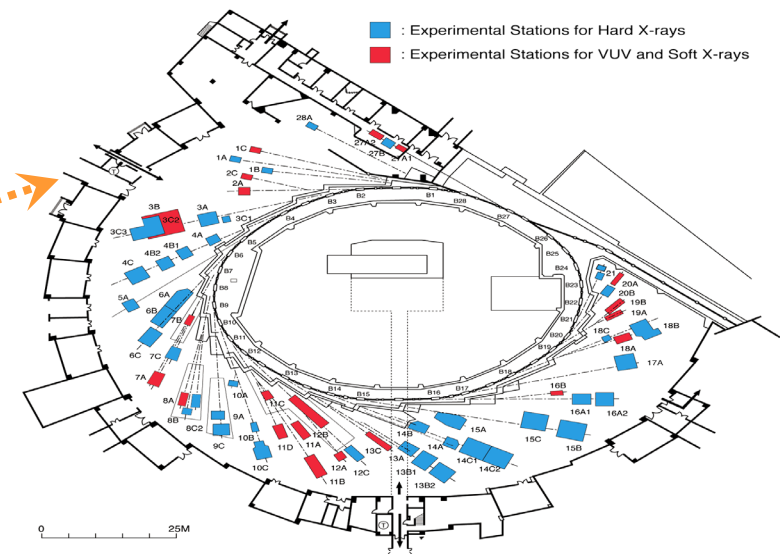 : Experimental Stations for Hard X-rays
: Experimental Stations for VUV and Soft X-rays
28A
27A2
27B
27A1
1C
1A
1B
2C
2A
3B
3C2
3A
3C1
3C3
4A
4B1
4B2
4C
5A
6A
6B
6C
7B
7C
7A
8A
8B
8C2
9A
9C
10A
10B
10C
11C
11D
11A
11B
12B
12A
12C
13C
13A
13B1
13B2
14B
14A
14C1
14C2
15A
15C
15B
16B
16A1
16A2
17A
18C
18A
18B
19A
19B
20B
20A
21
B1
B2
B3
B4
B5
B6
B7
B8
B9
B10
B11
B12
B13
B14
B15
B16
B17
B18
B19
B20
B21
B22
B23
B24
B25
B26
B27
B28
T
T
0
25M